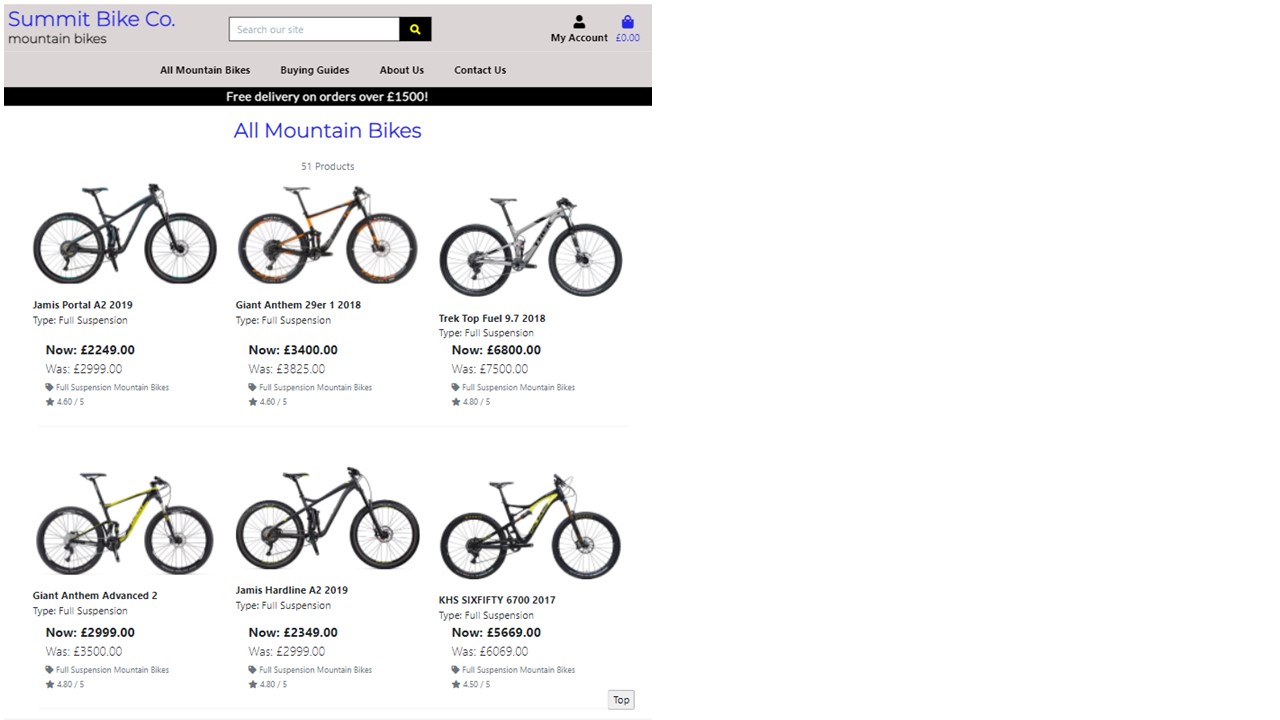 Summit Bike Co.
mountain bikes
Search our site
My Account
£0.00
All Mountain Bikes
Buying Guides
About Us
Contact Us
Free delivery on orders over £1500!
All Mountain Bikes
51 Products
Jamis Portal A2 2019
Type: Full Suspension
Now: £2249.00
Was: £2999.00
Full Suspension Mountain Bikes
4.60 / 5
Giant Anthem 29er 1 2018
Type: Full Suspension
Now: £3400.00
Was: £3825.00
Full Suspension Mountain Bikes
4.60 / 5
Trek Top Fuel 9.7 2018
Type: Full Suspension
Now: £6800.00
Was: £7500.00
Full Suspension Mountain Bikes
4.80 / 5
Giant Anthem Advanced 2
Type: Full Suspension
Now: £2999.00
Was: £3500.00
Full Suspension Mountain Bikes
4.80 / 5
Jamis Hardline A2 2019
Type: Full Suspension
Now: £2349.00
Was: £2999.00
Full Suspension Mountain Bikes
4.80 / 5
KHS SIXFIFTY 6700 2017
Type: Full Suspension
Now: £5669.00
Was: £6069.00
Full Suspension Mountain Bikes
4.50 / 5
Top